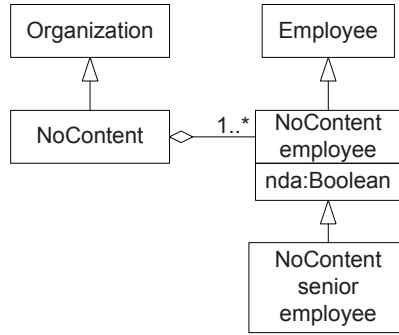 Organization
Employee
NoContent
1..*
NoContent
employee
nda:Boolean
NoContent
senior
employee